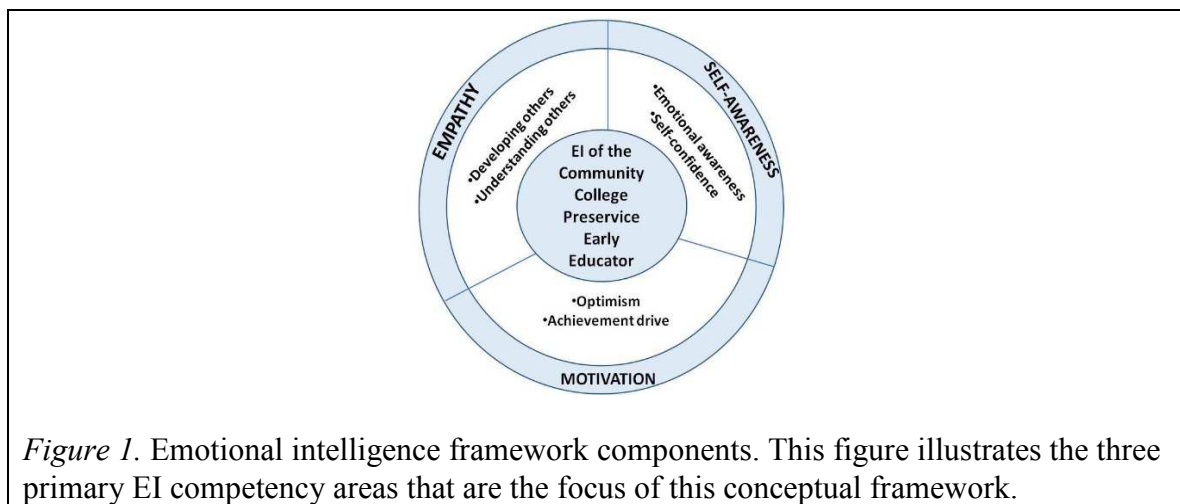 EMPATHY
•Developing others
•Understanding others
SELF-AWARENESS
•Emotional awareness
•Self-confidence
EI of the
Community
College
Preservice
Early
Educator
•Optimism
•Achievement drive
MOTIVATION
Figure 1. Emotional intelligence framework components. This figure illustrates the three
primary EI competency areas that are the focus of this conceptual framework.